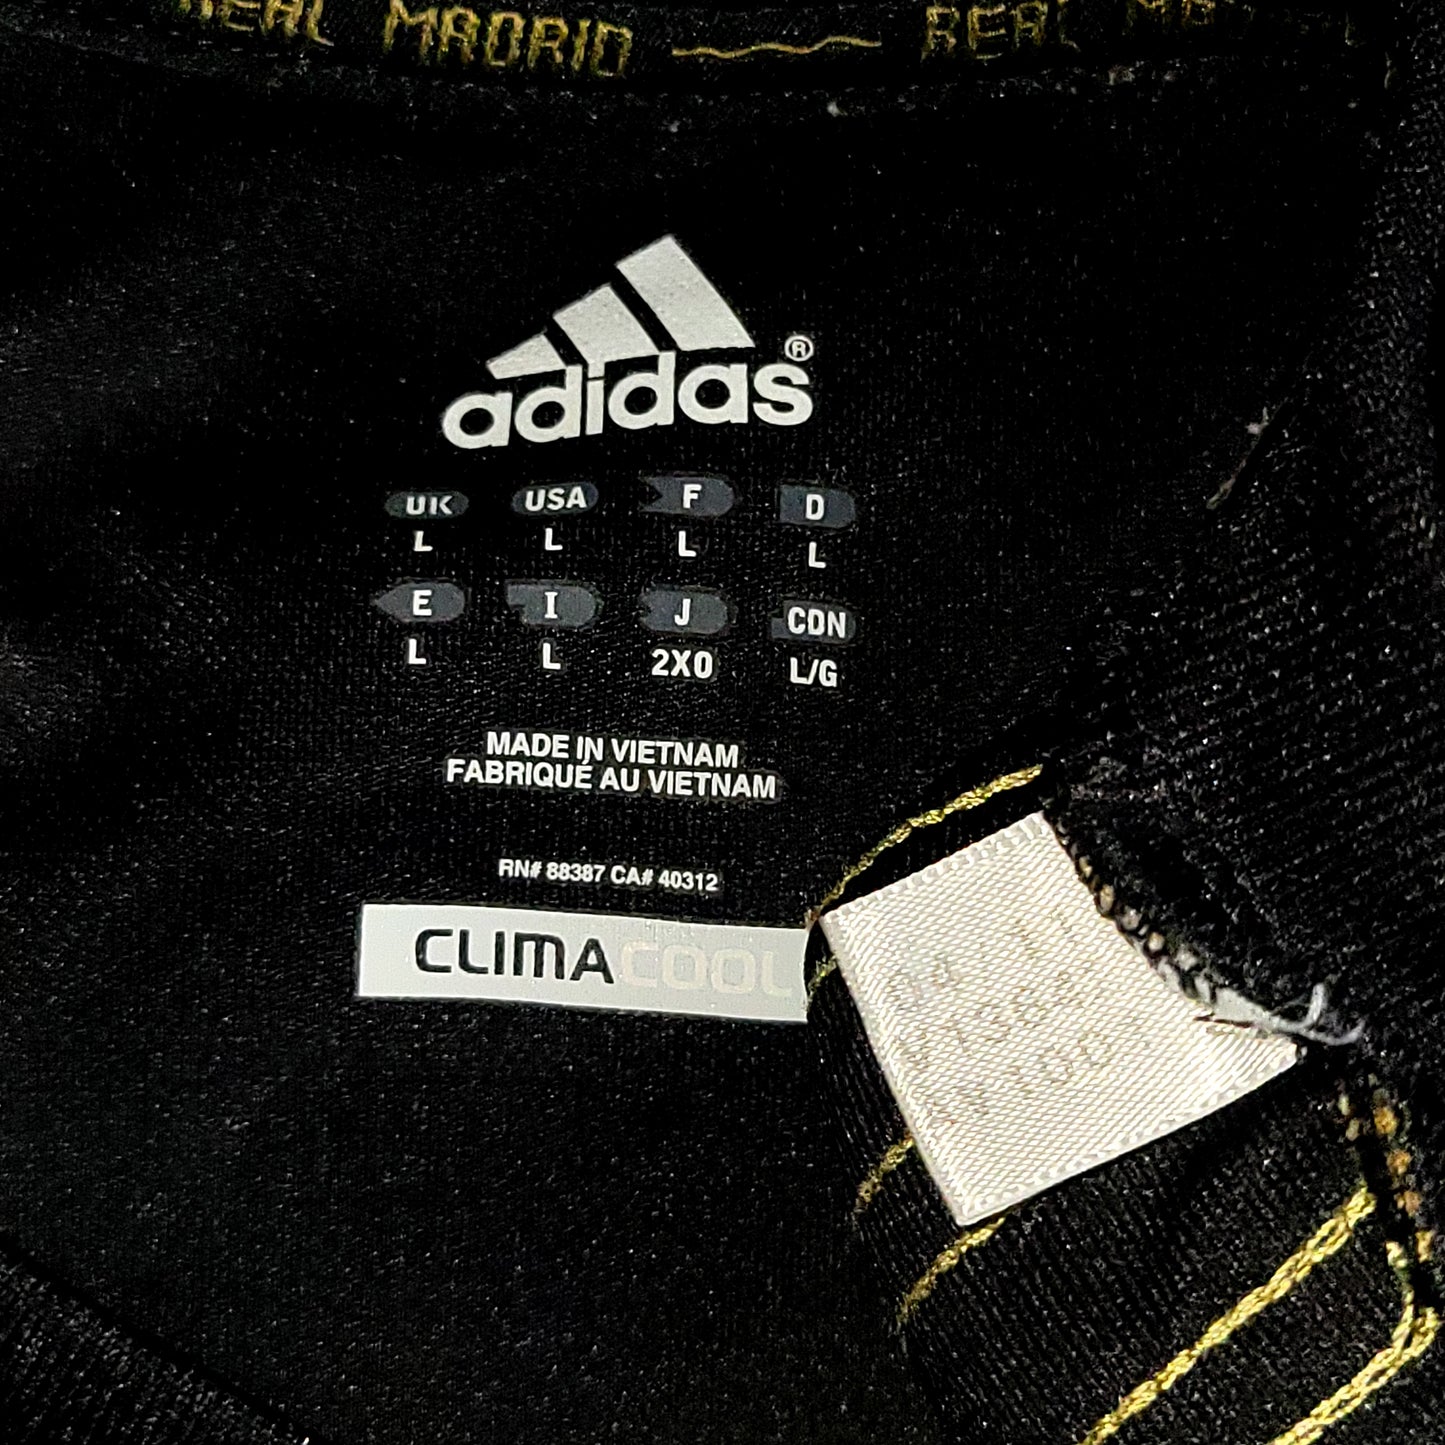 REAL MADRID REAL
adidas®
UK USA F D
L L L L
E I J CDN
L L 2XO L/G
MADE IN VIETNAM
FABRIQUÉ AU VIETNAM
RN# 88387 CA# 40312
CLIMACOOL